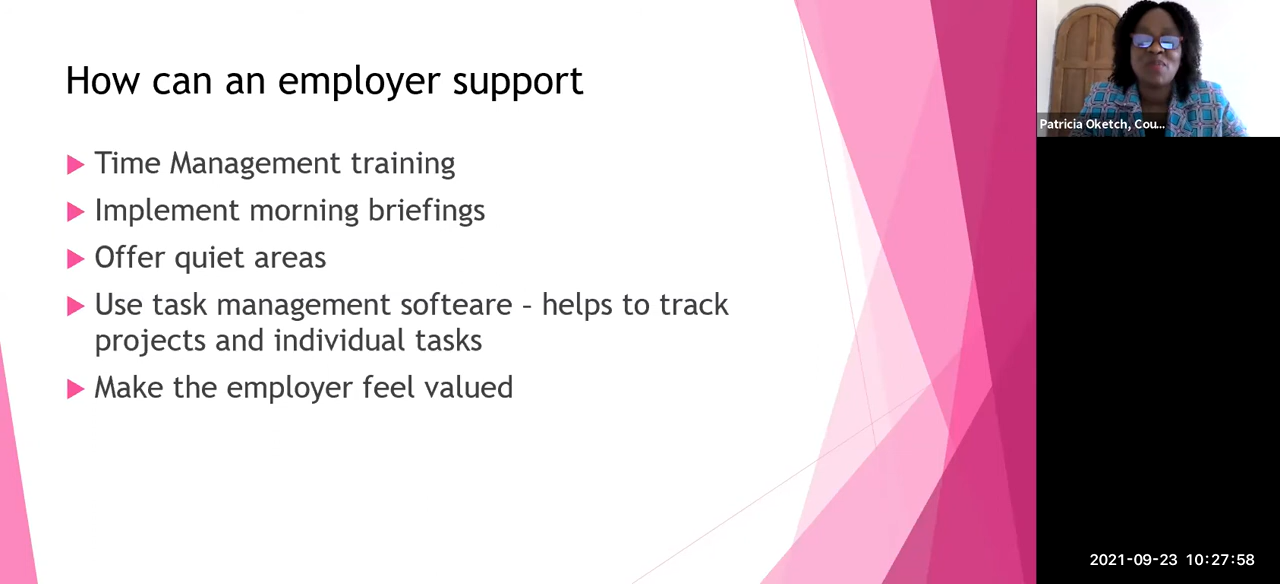 How can an employer support
Time Management training
Implement morning briefings
Offer quiet areas
Use task management softeare – helps to track
projects and individual tasks
Make the employer feel valued
Patricia Oketch, Cou...
2021-09-23 10:27:58